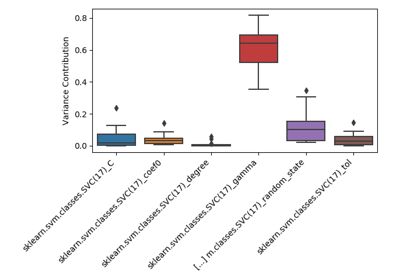 0.8
0.6
0.4
0.2
0.0
Variance Contribution
sklearn.svm.classes.SVC(17)_C
sklearn.svm.classes.SVC(17)_coef0
sklearn.svm.classes.SVC(17)_degree
sklearn.svm.classes.SVC(17)_gamma
[...] m.classes.SVC(17)_random_state
sklearn.svm.classes.SVC(17)_tol